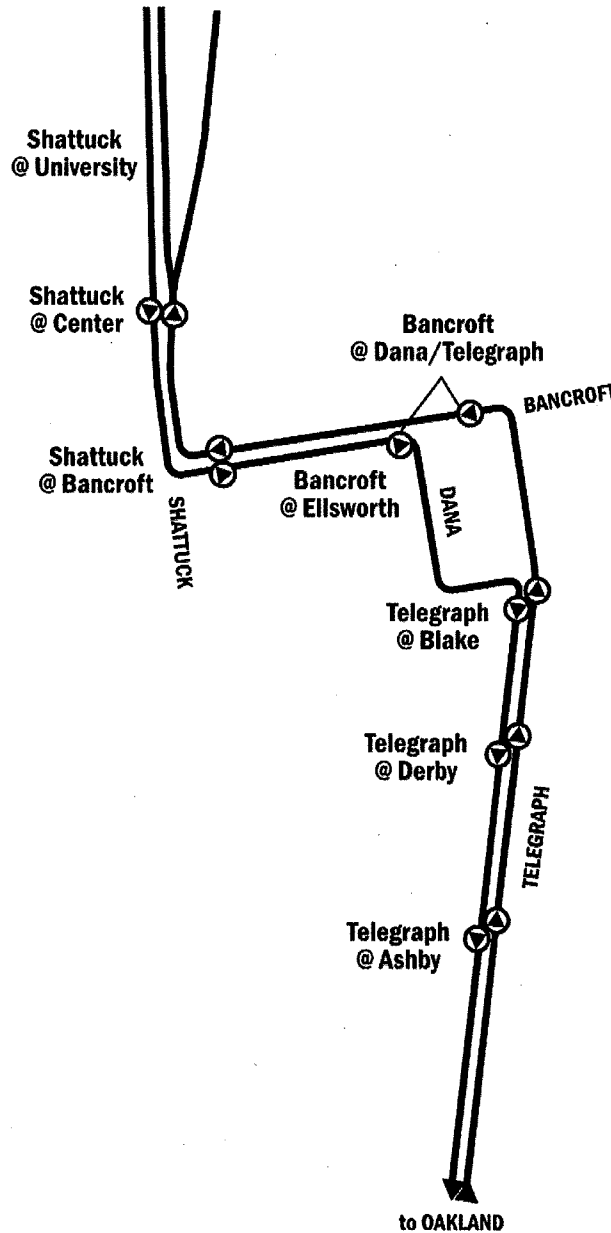 Shattuck
@ University
Shattuck
@ Center
Bancroft
@ Dana/Telegraph
BANCROFT
Shattuck
@ Bancroft
Bancroft
@ Ellsworth
SHATTUCK
DANA
Telegraph
@ Blake
Telegraph
@ Derby
TELEGRAPH
Telegraph
@ Ashby
to OAKLAND